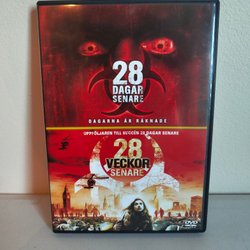 28
DAGAR
SENARE
DAGARNA ÄR RÄKNADE
UPPFÖLJAREN TILL SUCCÉN 28 DAGAR SENARE
28
VECKOR
SENARE
DVD